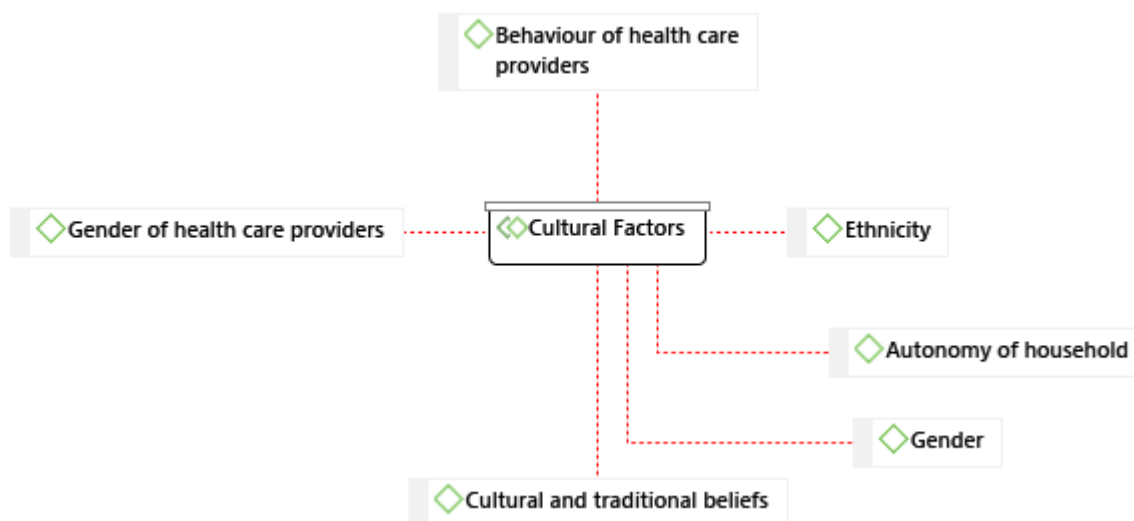 Behaviour of health care
providers
Gender of health care providers
Cultural Factors
Ethnicity
Autonomy of household
Gender
Cultural and traditional beliefs